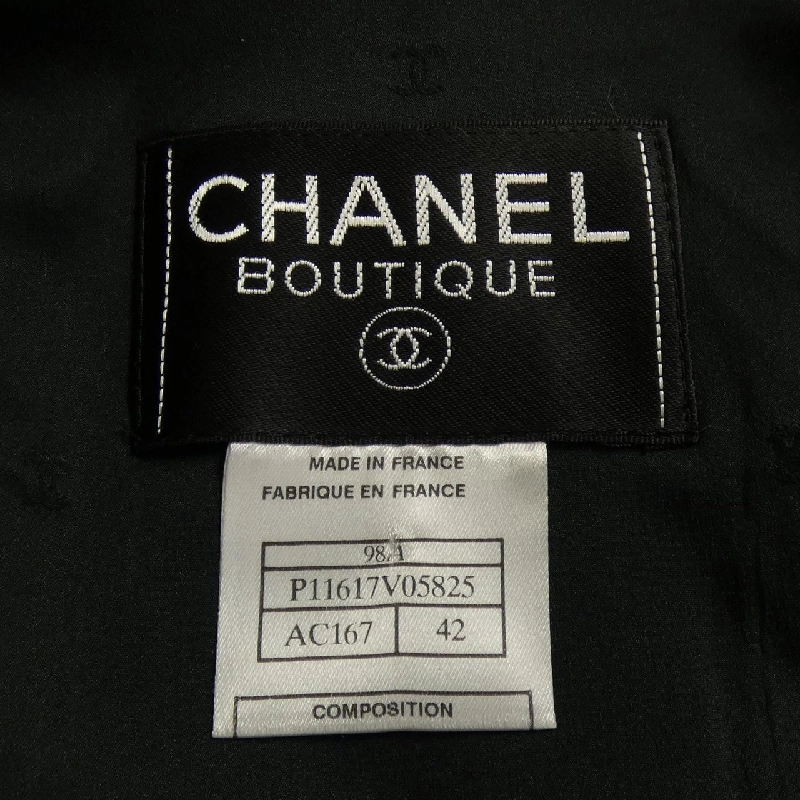 CHANEL
BOUTIQUE
MADE IN FRANCE
FABRIQUE EN FRANCE
98A
P11617V05825
AC167 42
COMPOSITION